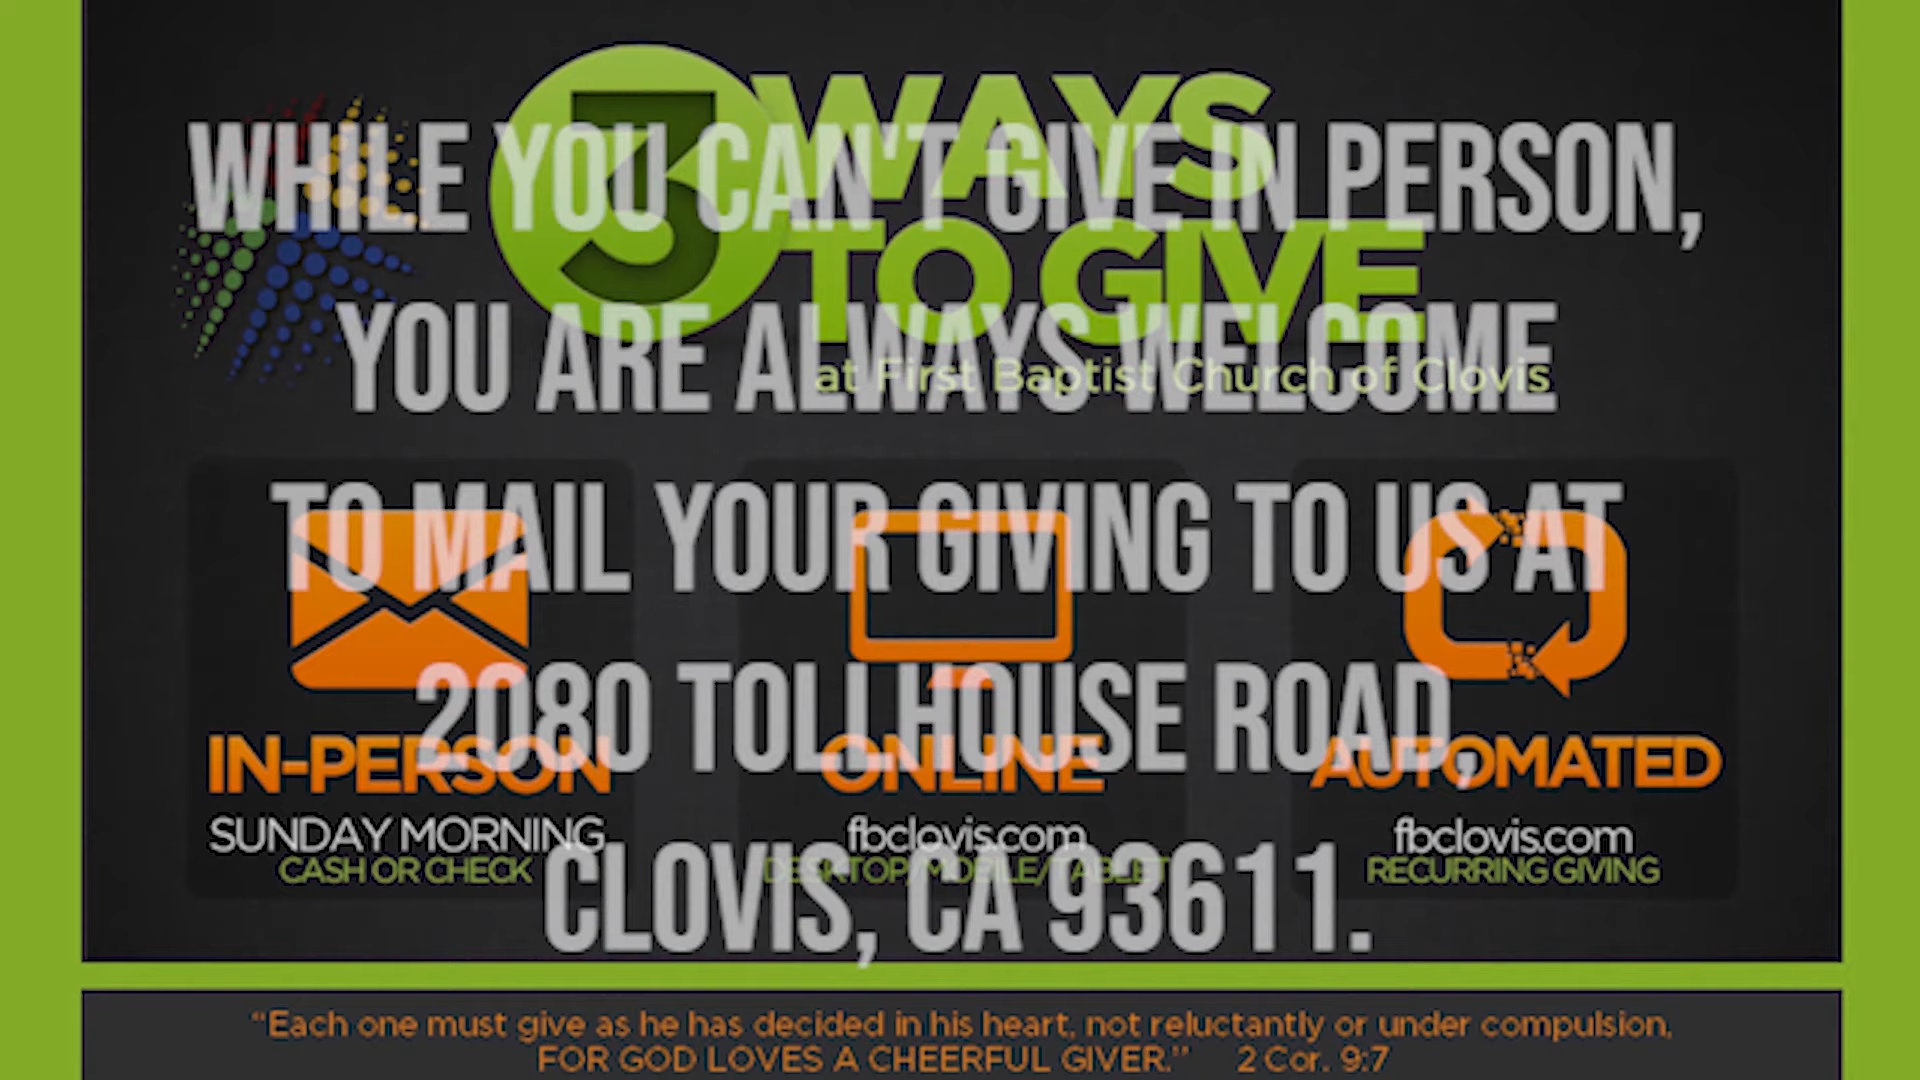 3 WAYS
TO GIVE
at First Baptist Church of Clovis
WHILE YOU CAN'T GIVE IN PERSON,
YOU ARE ALWAYS WELCOME
TO MAIL YOUR GIVING TO US AT
2080 TOLLHOUSE ROAD,
CLOVIS, CA 93611.
IN-PERSON
SUNDAY MORNING
CASH OR CHECK
ONLINE
fbclovis.com
DESKTOP/MOBILE/TABLET
AUTOMATED
fbclovis.com
RECURRING GIVING
“Each one must give as he has decided in his heart, not reluctantly or under compulsion,
FOR GOD LOVES A CHEERFUL GIVER.” 2 Cor. 9:7